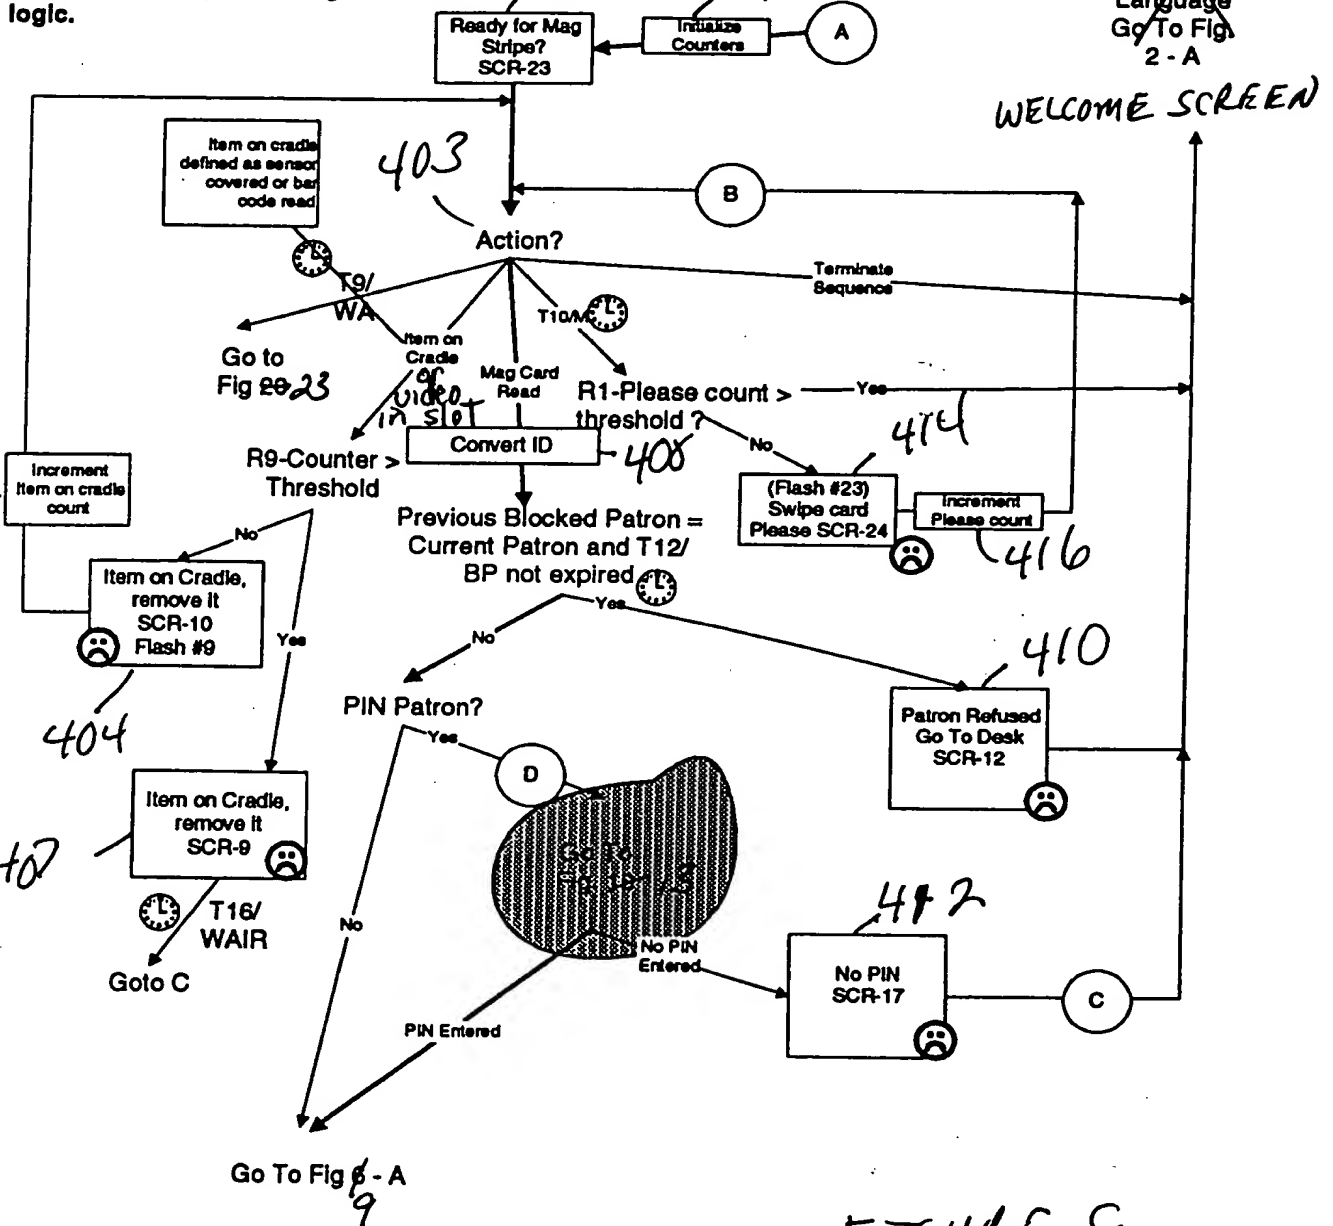 logic.
Ready for Mag
Stripe?
SCR-23
Initialize
Counters
A
Language
Go To Fig
2 - A
WELCOME SCREEN
Item on cradle
defined as sensor
covered or bar
code read
403
B
Action?
Terminate
Sequence
T9/
WA
T10/M
Item on
Cradle
or
video
in slot
Mag Card
Read
Go to
Fig 20 23
R1-Please count >
threshold ?
Yes
No
414
Convert ID
R9-Counter >
Threshold
Increment
Item on cradle
count
(Flash #23)
Swipe card
Please SCR-24
Increment
Please count
416
Previous Blocked Patron =
Current Patron and T12/
BP not expired
No
Yes
Item on Cradle,
remove it
SCR-10
Flash #9
404
Yes
No
410
PIN Patron?
Patron Refused
Go To Desk
SCR-12
Yes
D
Item on Cradle,
remove it
SCR-9
Go To
412
T16/
WAIR
No
No PIN
Entered
No PIN
SCR-17
C
Goto C
PIN Entered
Go To Fig 6 - A
9